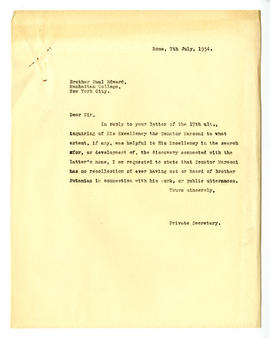 Rome, 7th July, 1934.
Brother Paul Edward,
Manhattan College,
New York City.
Dear Sir,
In reply to your letter of the 17th ult.,
inquiring of His Excellency the Senator Marconi to what
extent, if any, was helpful to His Excellency in the search
for, or development of, the discovery connected with the
latter's name, I am requested to state that Senator Marconi
has no recollection of ever having met or heard of Brother
Potamian in connection with his work, or public utterances.
Yours sincerely,
Private Secretary.